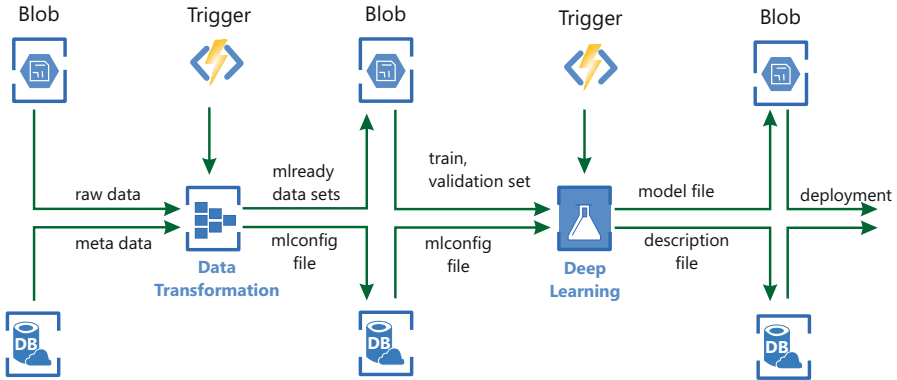 Blob
Trigger
Blob
Trigger
Blob
raw data
meta data
mlready
data sets
mlconfig
file
Data
Transformation
train,
validation set
mlconfig
file
model file
description
file
Deep
Learning
deployment
DB
DB
DB